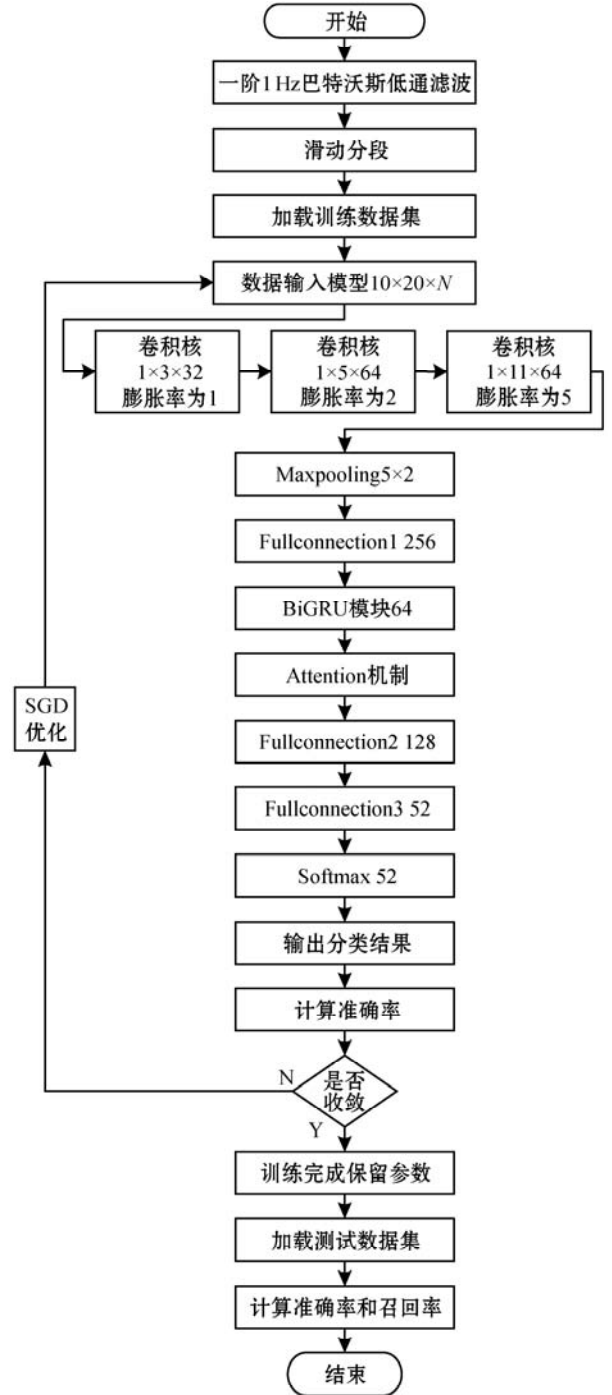 开始
一阶1Hz巴特沃斯低通滤波
滑动分段
加载训练数据集
数据输入模型10×20×N
卷积核
1×3×32
膨胀率为1
卷积核
1×5×64
膨胀率为2
卷积核
1×11×64
膨胀率为5
Maxpooling5×2
Fullconnection1 256
BiGRU模块64
Attention机制
SGD
优化
Fullconnection2 128
Fullconnection3 52
Softmax 52
输出分类结果
计算准确率
N
是否
收敛
Y
训练完成保留参数
加载测试数据集
计算准确率和召回率
结束